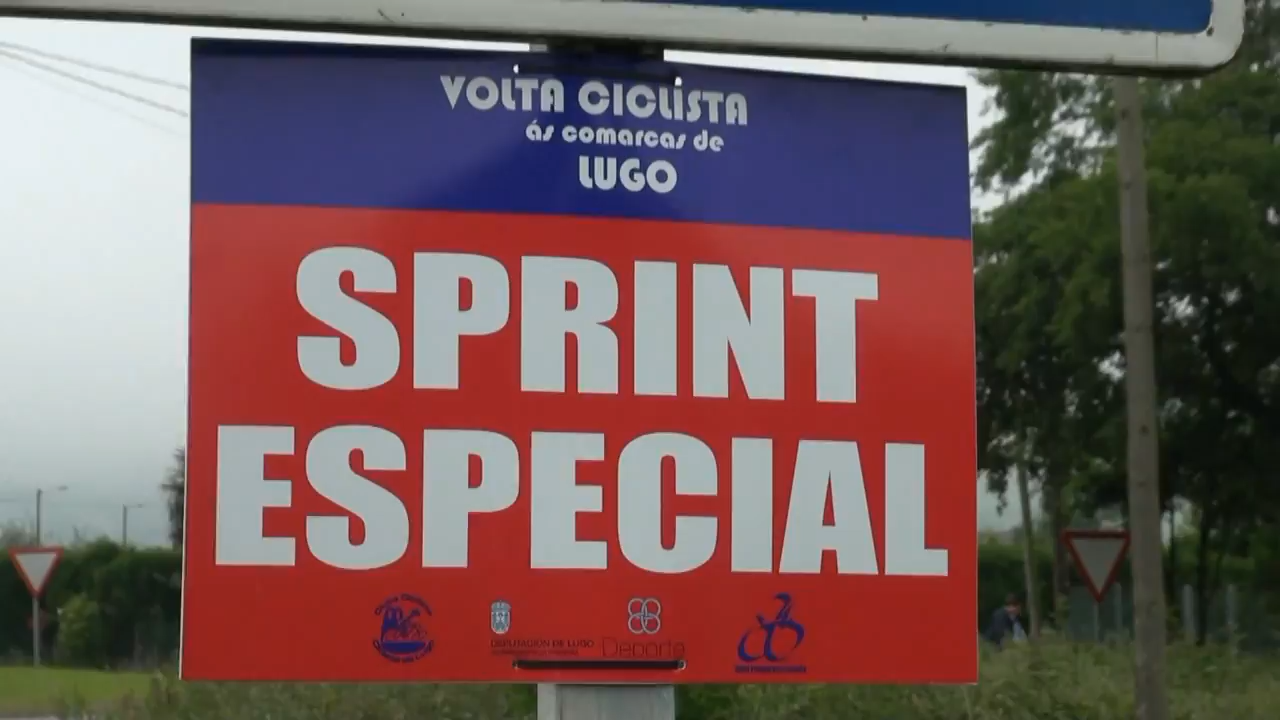 VOLTA CICLISTA
ás comarcas de
LUGO
SPRINT
ESPECIAL
DEPUTACIÓN DE LUGO
Deporte